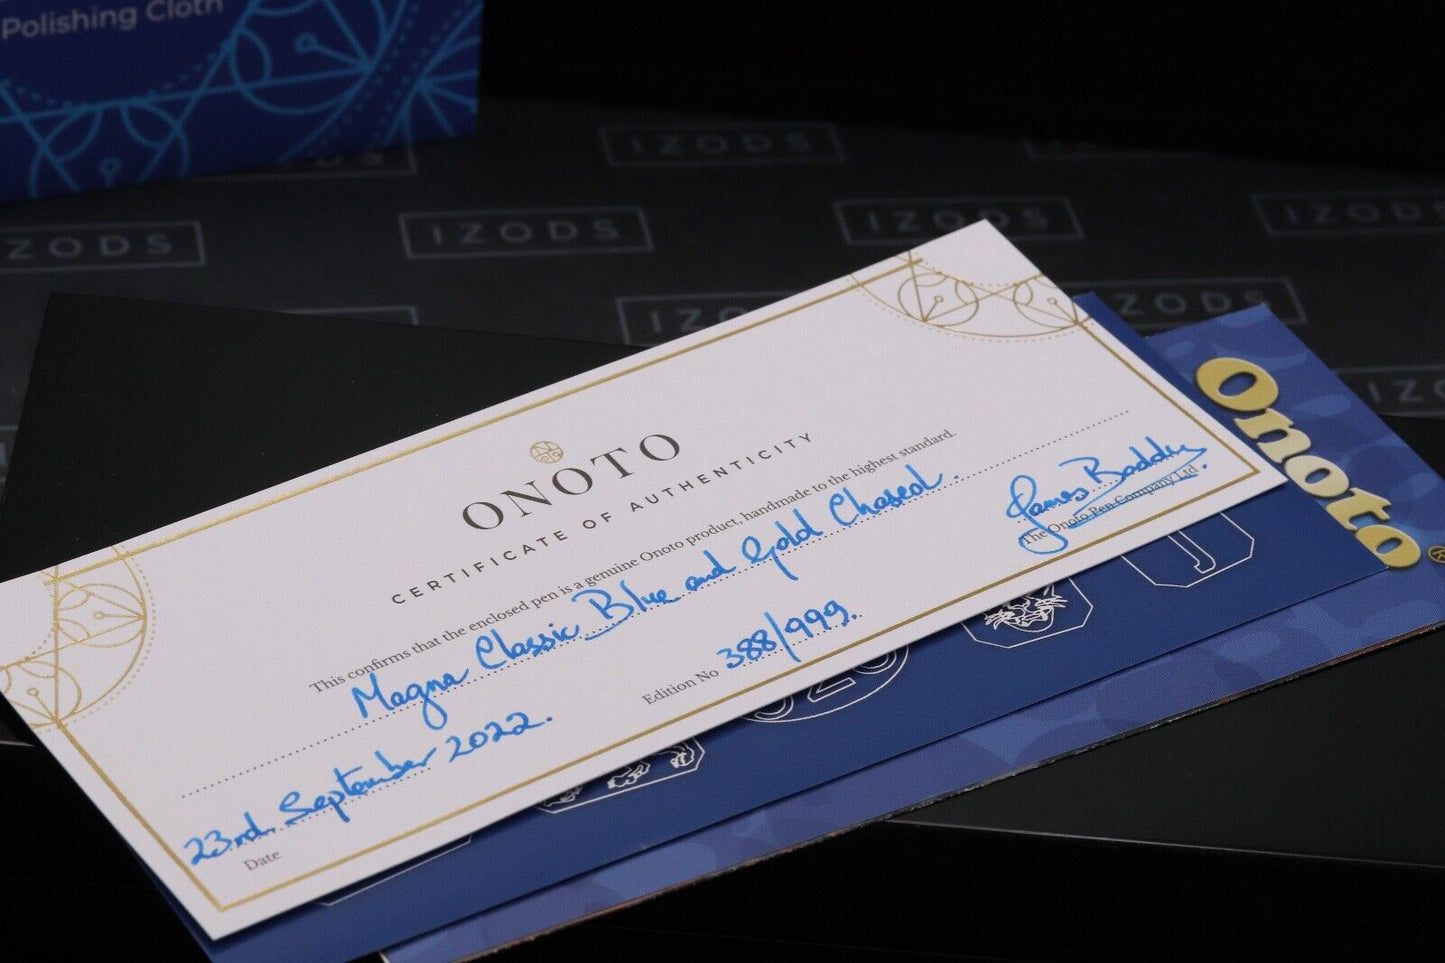 Polishing Cloth
IZODS
IZODS
IZODS
IZODS
IZODS
ONOTO
CERTIFICATE OF AUTHENTICITY
This confirms that the enclosed pen is a genuine Onoto product, handmade to the highest standard.
Magna Classic Blue and Gold Chased.
23rd. September 2022.
Date
Edition No 388/999.
James Boddy
The Onoto Pen Company Ltd.
Onoto®